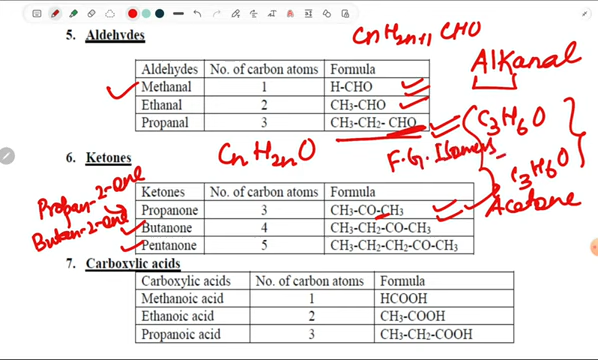 CnH2n+1 CHO
5. Aldehydes
Alkanal
Aldehydes No. of carbon atoms Formula
Methanal 1 H-CHO
Ethanal 2 CH3-CHO
Propanal 3 CH3-CH2- CHO
C3H6O
6. Ketones
CnH2nO
F.G. Isomers
C3H6O
Propan-2-one
Acetone
Butan-2-one
Ketones No. of carbon atoms Formula
Propanone 3 CH3-CO-CH3
Butanone 4 CH3-CH2-CO-CH3
Pentanone 5 CH3-CH2-CH2-CO-CH3
7. Carboxylic acids
Carboxylic acids No. of carbon atoms Formula
Methanoic acid 1 HCOOH
Ethanoic acid 2 CH3-COOH
Propanoic acid 3 CH3-CH2-COOH